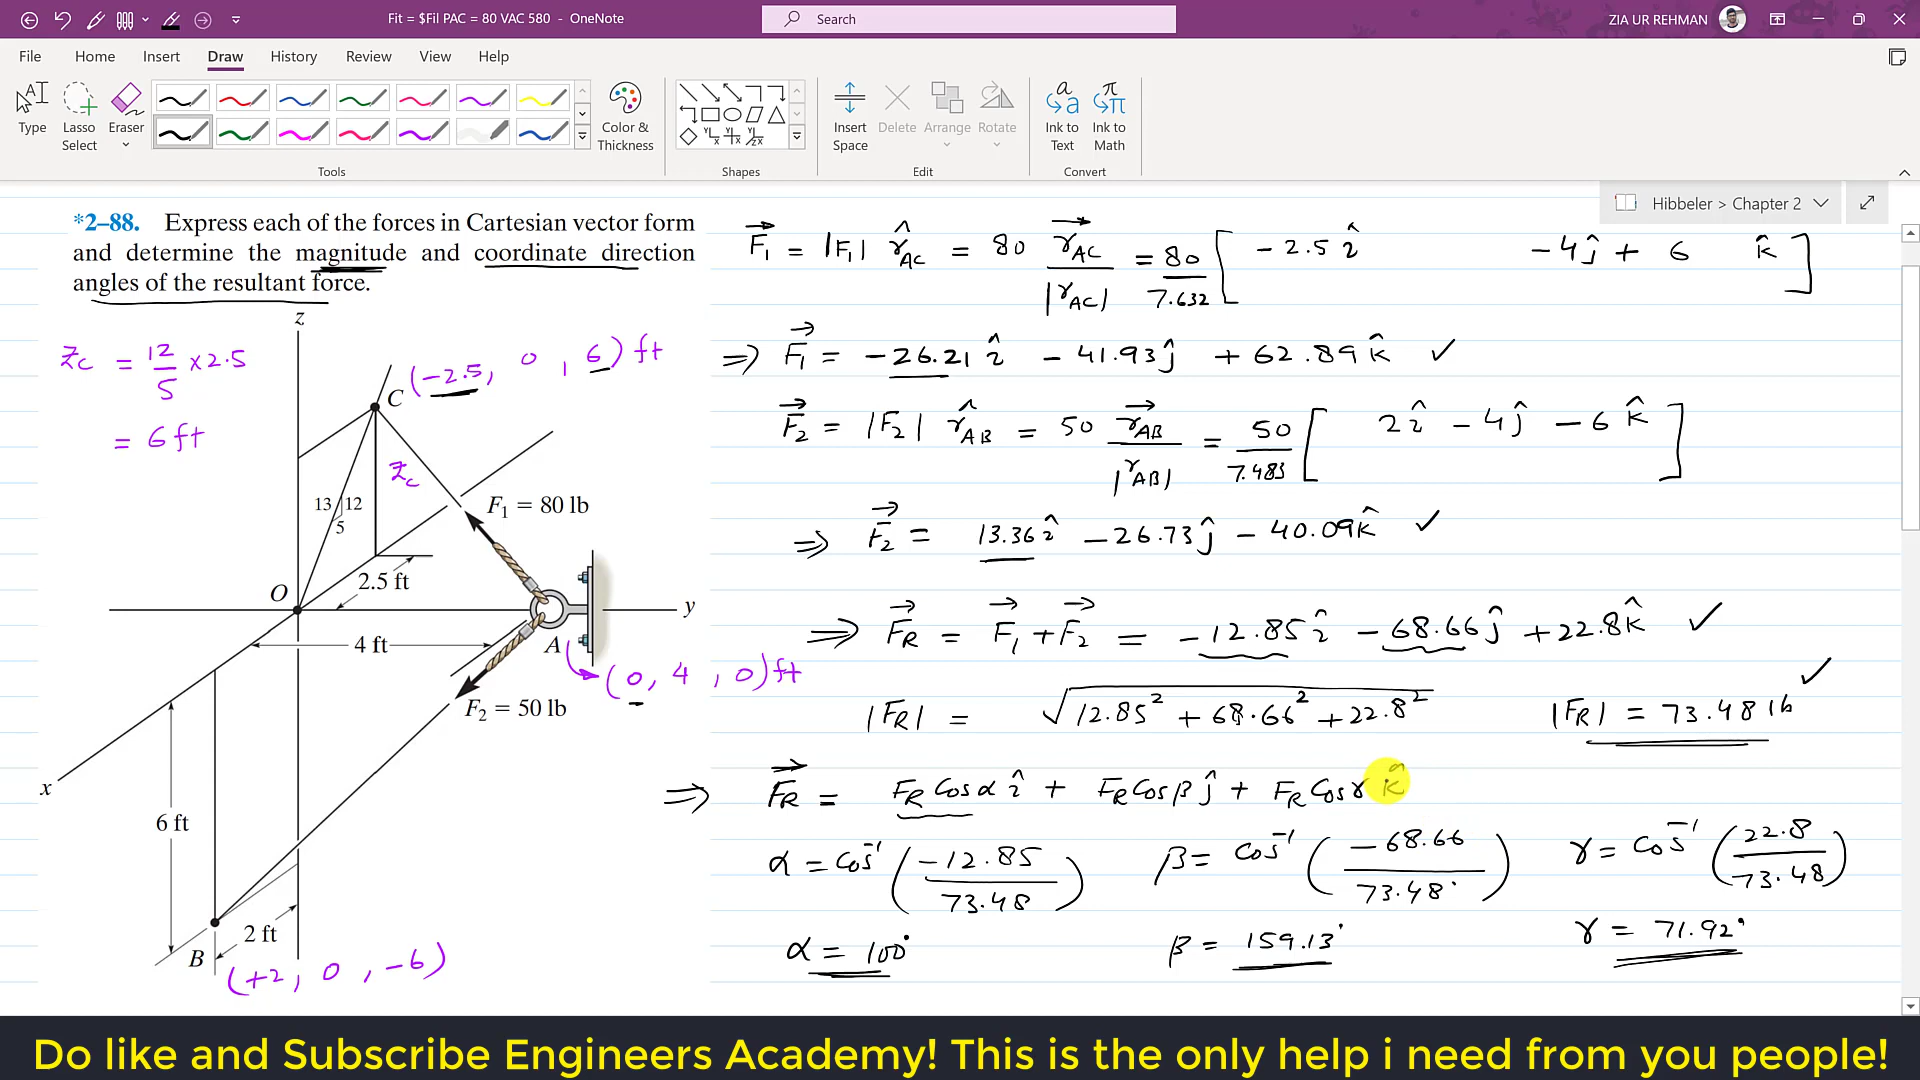 Fit = $Fil PAC = 80 VAC 580 - OneNote
Search
ZIA UR REHMAN
File Home Insert Draw History Review View Help
Type
Lasso Select
Eraser
Color & Thickness
Insert Space
Delete
Arrange
Rotate
Ink to Text
Ink to Math
Tools
Shapes
Edit
Convert
Hibbeler > Chapter 2
*2–88. Express each of the forces in Cartesian vector form
and determine the magnitude and coordinate direction
angles of the resultant force.
z
Zc = 12/5 × 2.5
= 6 ft
(-2.5, 0, 6) ft
C
Zc
13 12
5
F1 = 80 lb
2.5 ft
O
y
4 ft
A
(0, 4, 0) ft
F2 = 50 lb
x
6 ft
2 ft
B
(+2, 0, -6)
F⃗1 = |F1| r̂AC = 80 r⃗AC/|rAC| = 80/7.632 [ -2.5 î -4 ĵ + 6 k̂ ]
⇒ F⃗1 = -26.21 î - 41.93 ĵ + 62.89 k̂ ✓
F⃗2 = |F2| r̂AB = 50 r⃗AB/|rAB| = 50/7.483 [ 2 î - 4 ĵ - 6 k̂ ]
⇒ F⃗2 = 13.36 î - 26.73 ĵ - 40.09 k̂ ✓
⇒ F⃗R = F⃗1 + F⃗2 = -12.85 î - 68.66 ĵ + 22.8 k̂ ✓
|FR| = √(12.85² + 68.66² + 22.8²) |FR| = 73.48 lb ✓
⇒ F⃗R = FR Cos α î + FR Cos β ĵ + FR Cos γ k̂
α = Cos⁻¹ (-12.85/73.48) β = Cos⁻¹ (-68.66/73.48) γ = Cos⁻¹ (22.8/73.48)
α = 100° β = 159.13° γ = 71.92°
Do like and Subscribe Engineers Academy! This is the only help i need from you people!